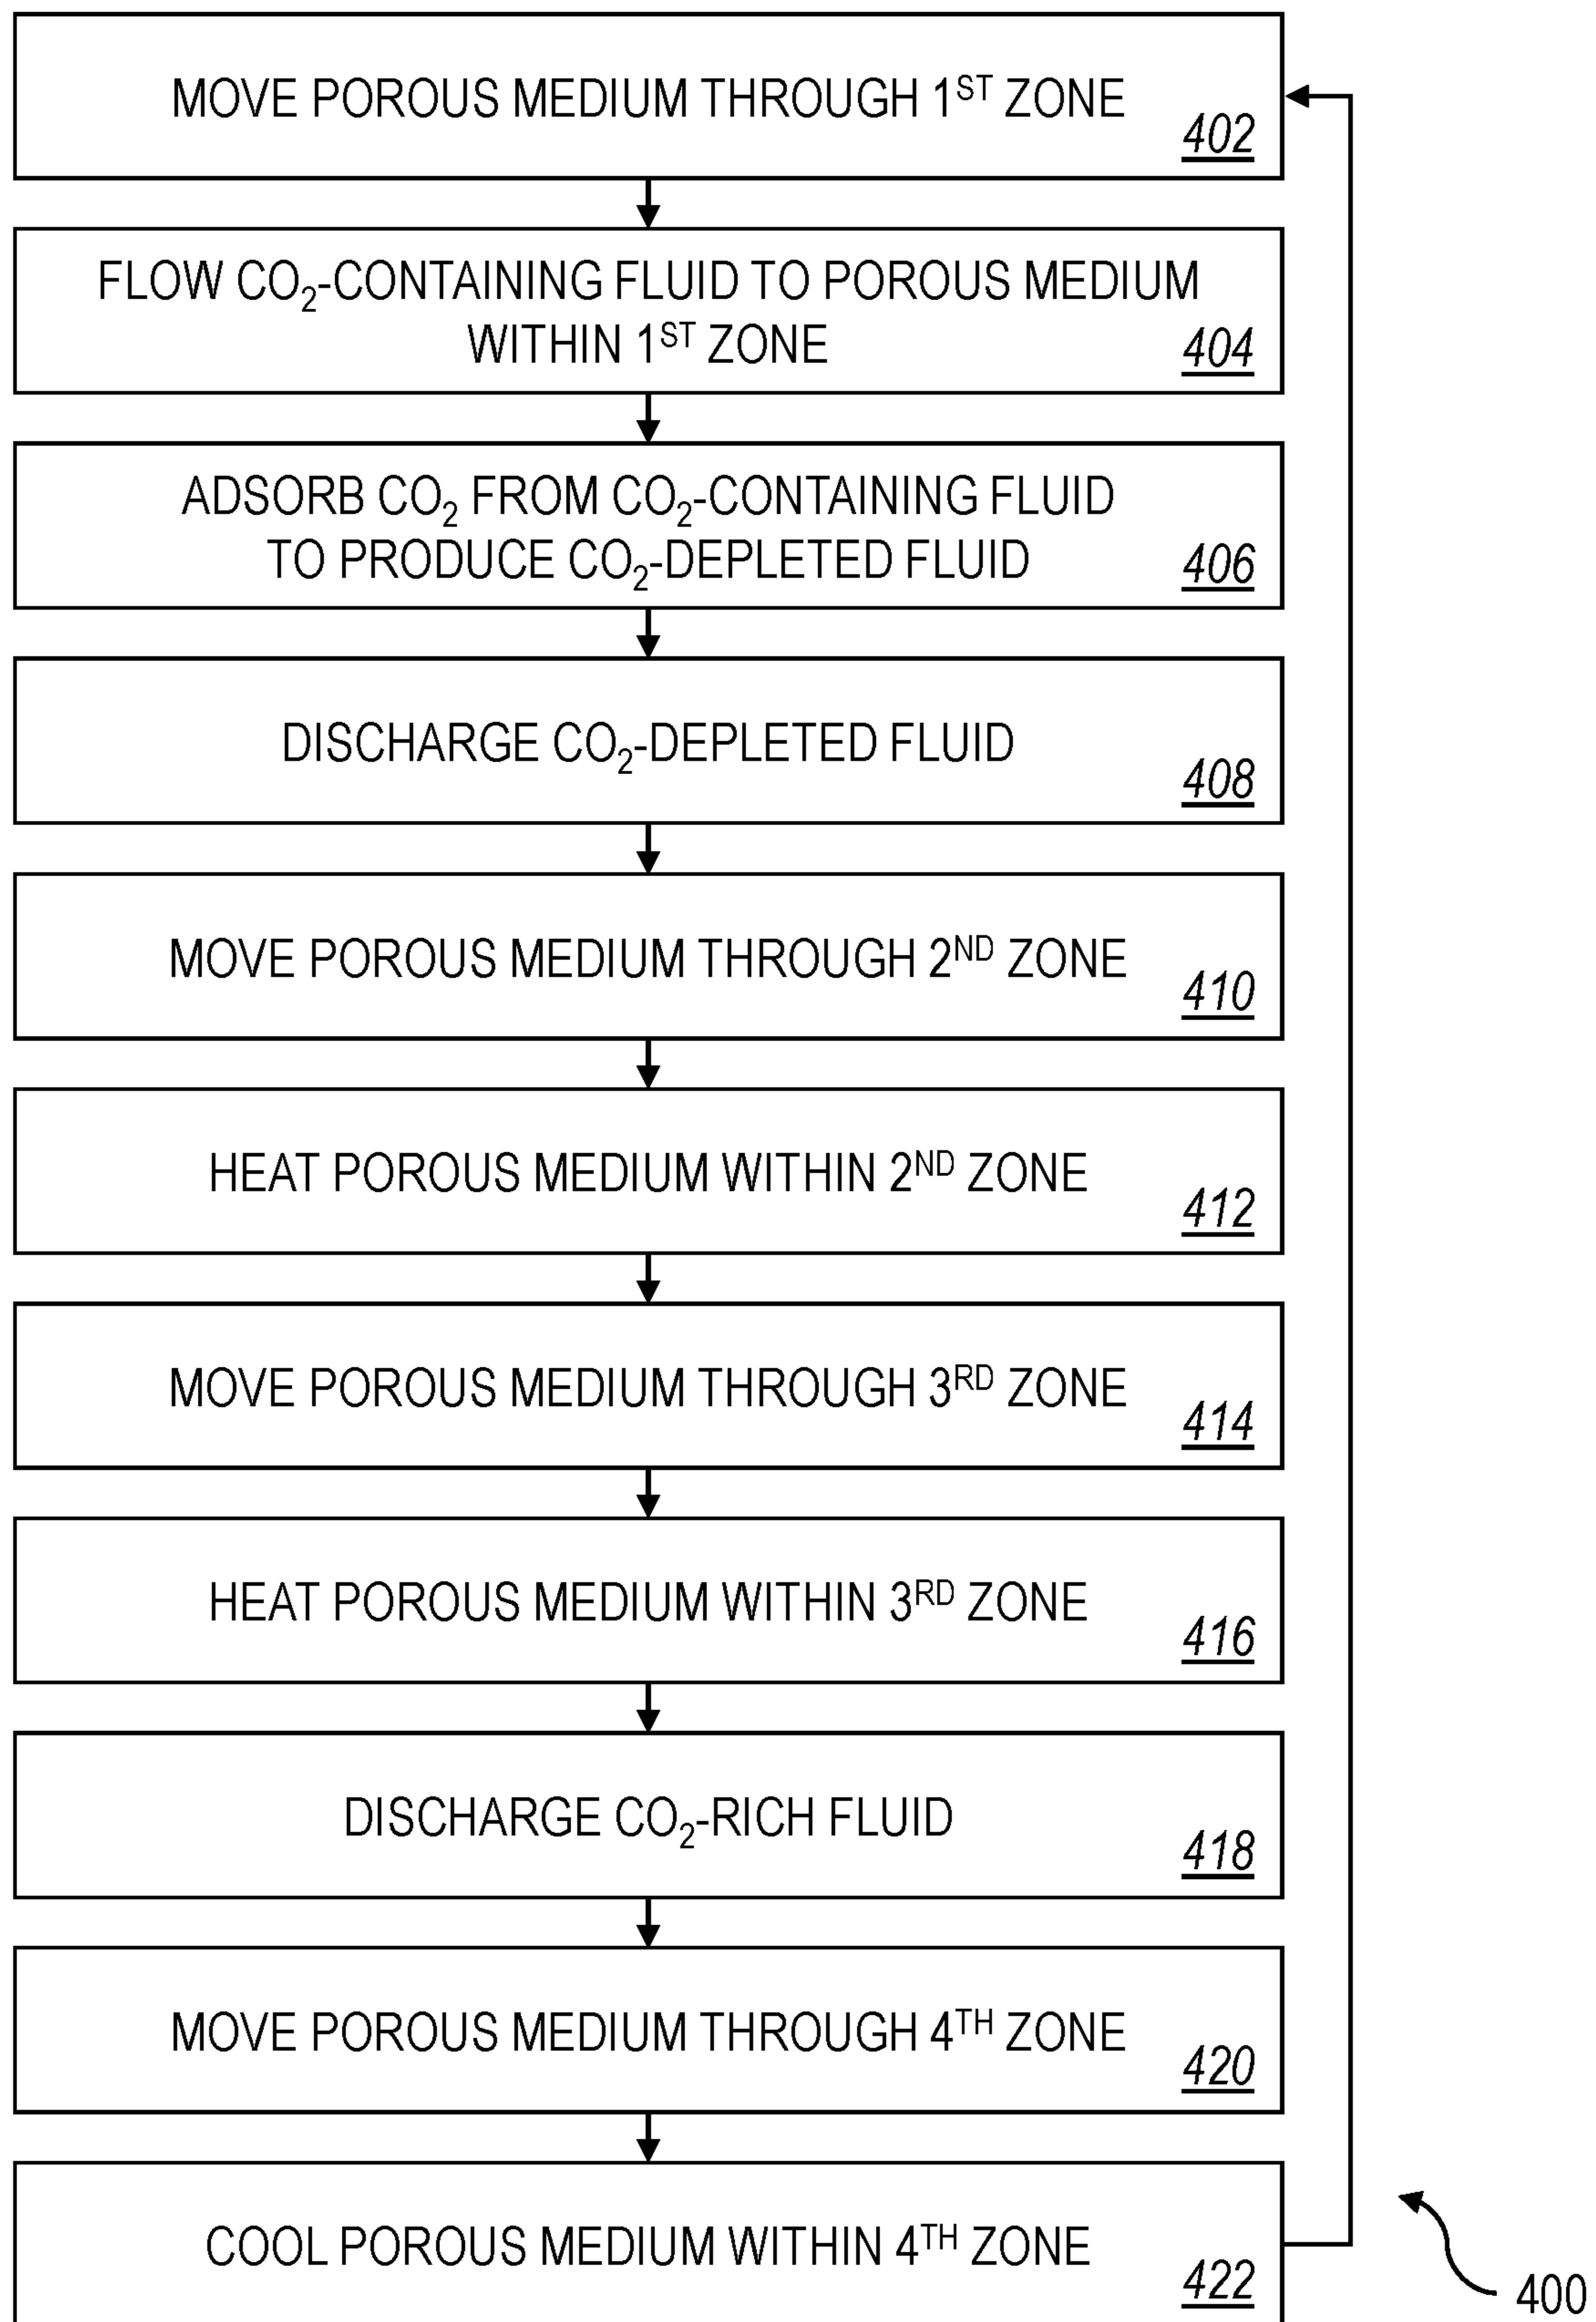 MOVE POROUS MEDIUM THROUGH 1ST ZONE
402
FLOW CO2-CONTAINING FLUID TO POROUS MEDIUM
WITHIN 1ST ZONE
404
ADSORB CO2 FROM CO2-CONTAINING FLUID
TO PRODUCE CO2-DEPLETED FLUID
406
DISCHARGE CO2-DEPLETED FLUID
408
MOVE POROUS MEDIUM THROUGH 2ND ZONE
410
HEAT POROUS MEDIUM WITHIN 2ND ZONE
412
MOVE POROUS MEDIUM THROUGH 3RD ZONE
414
HEAT POROUS MEDIUM WITHIN 3RD ZONE
416
DISCHARGE CO2-RICH FLUID
418
MOVE POROUS MEDIUM THROUGH 4TH ZONE
420
COOL POROUS MEDIUM WITHIN 4TH ZONE
422
400